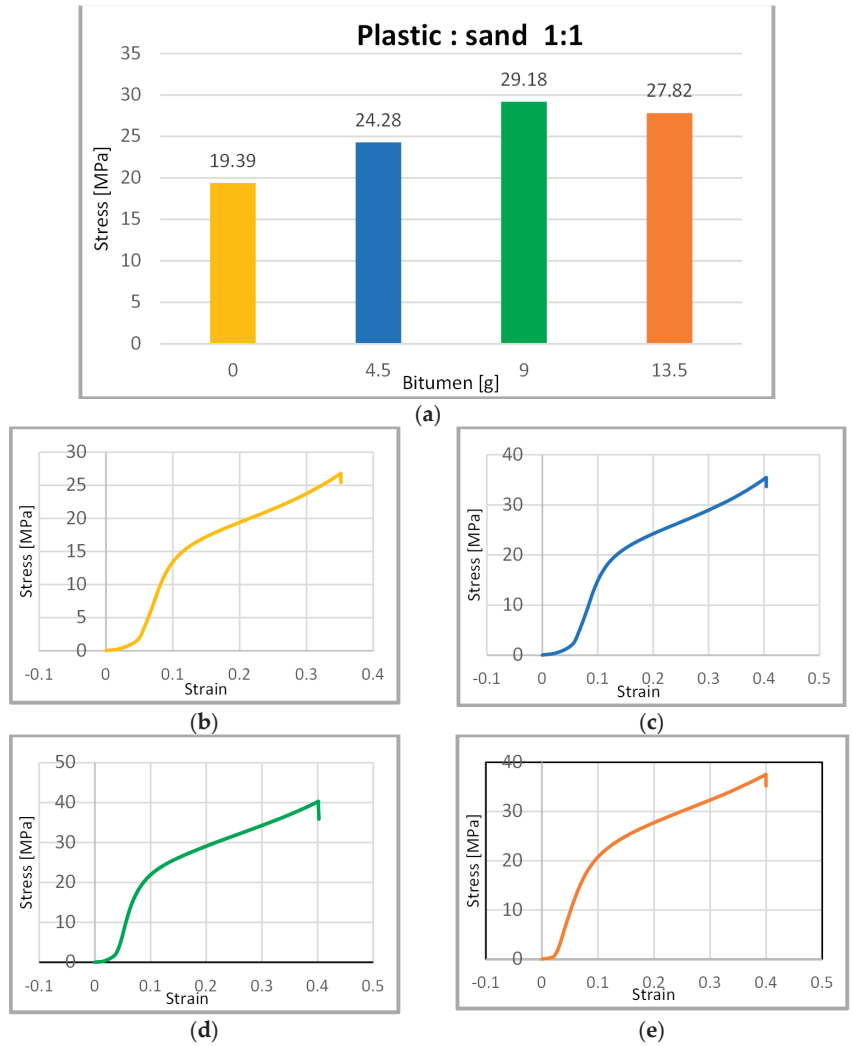 Plastic : sand 1:1
35
30
25
20
15
10
5
0
Stress [MPa]
19.39
24.28
29.18
27.82
0 4.5 9 13.5
Bitumen [g]
(a)
30
25
20
15
10
5
0
Stress [MPa]
-0.1 0 0.1 0.2 0.3 0.4
Strain
(b)
40
30
20
10
0
Stress [MPa]
-0.1 0 0.1 0.2 0.3 0.4 0.5
Strain
(c)
50
40
30
20
10
0
Stress [MPa]
-0.1 0 0.1 0.2 0.3 0.4 0.5
Strain
(d)
40
30
20
10
0
Stress [MPa]
-0.1 0 0.1 0.2 0.3 0.4 0.5
Strain
(e)